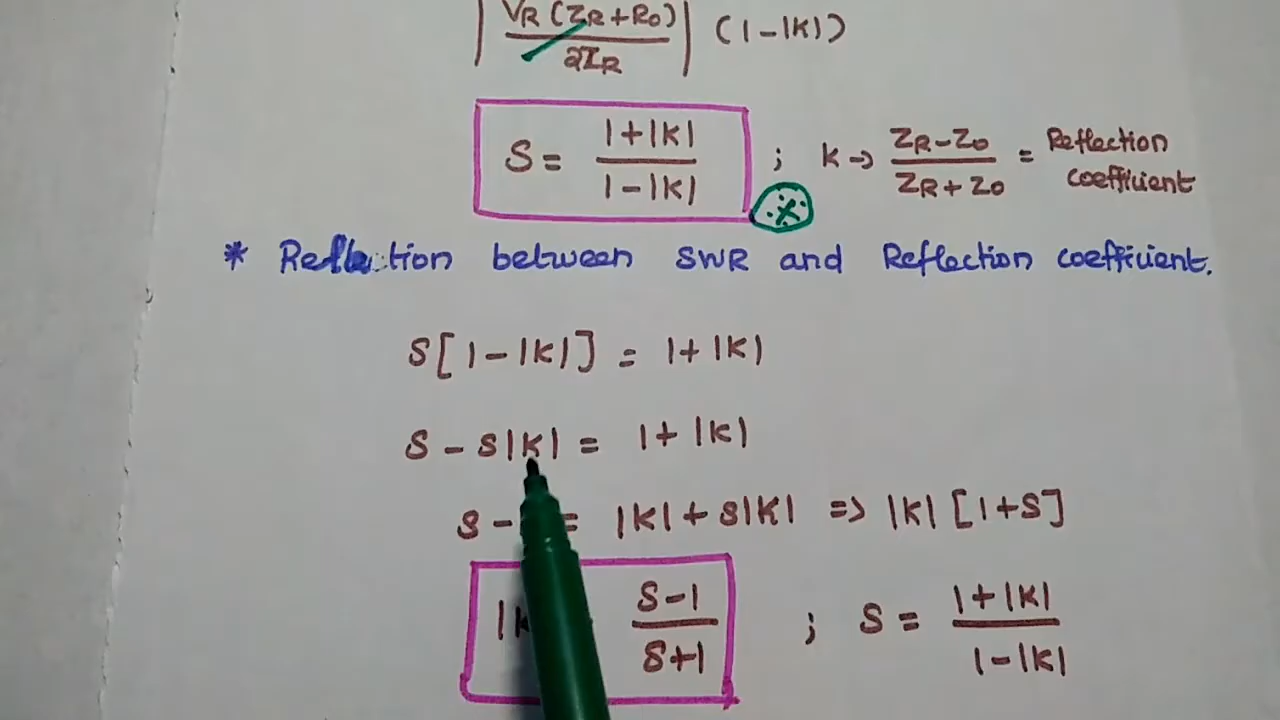 | VR (ZR+R0) / 2ZR | (1-|K|)
S = 1+|K| / 1-|K| ; K → ZR-Z0 / ZR+Z0 = Reflection coefficient
* Reflection between SWR and Reflection coefficient.
S[1-|K|] = 1+|K|
S - S|K| = 1+|K|
S - = |K| + S|K| => |K| [1+S]
|K S-1 / S+1 ; S = 1+|K| / 1-|K|